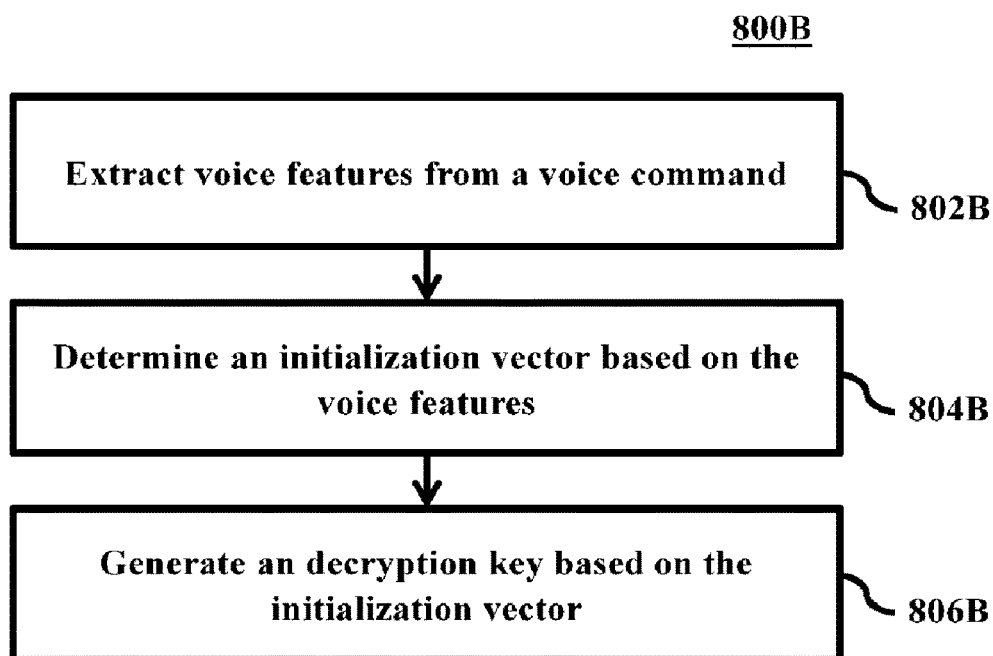 800B
Extract voice features from a voice command
802B
Determine an initialization vector based on the
voice features
804B
Generate an decryption key based on the
initialization vector
806B